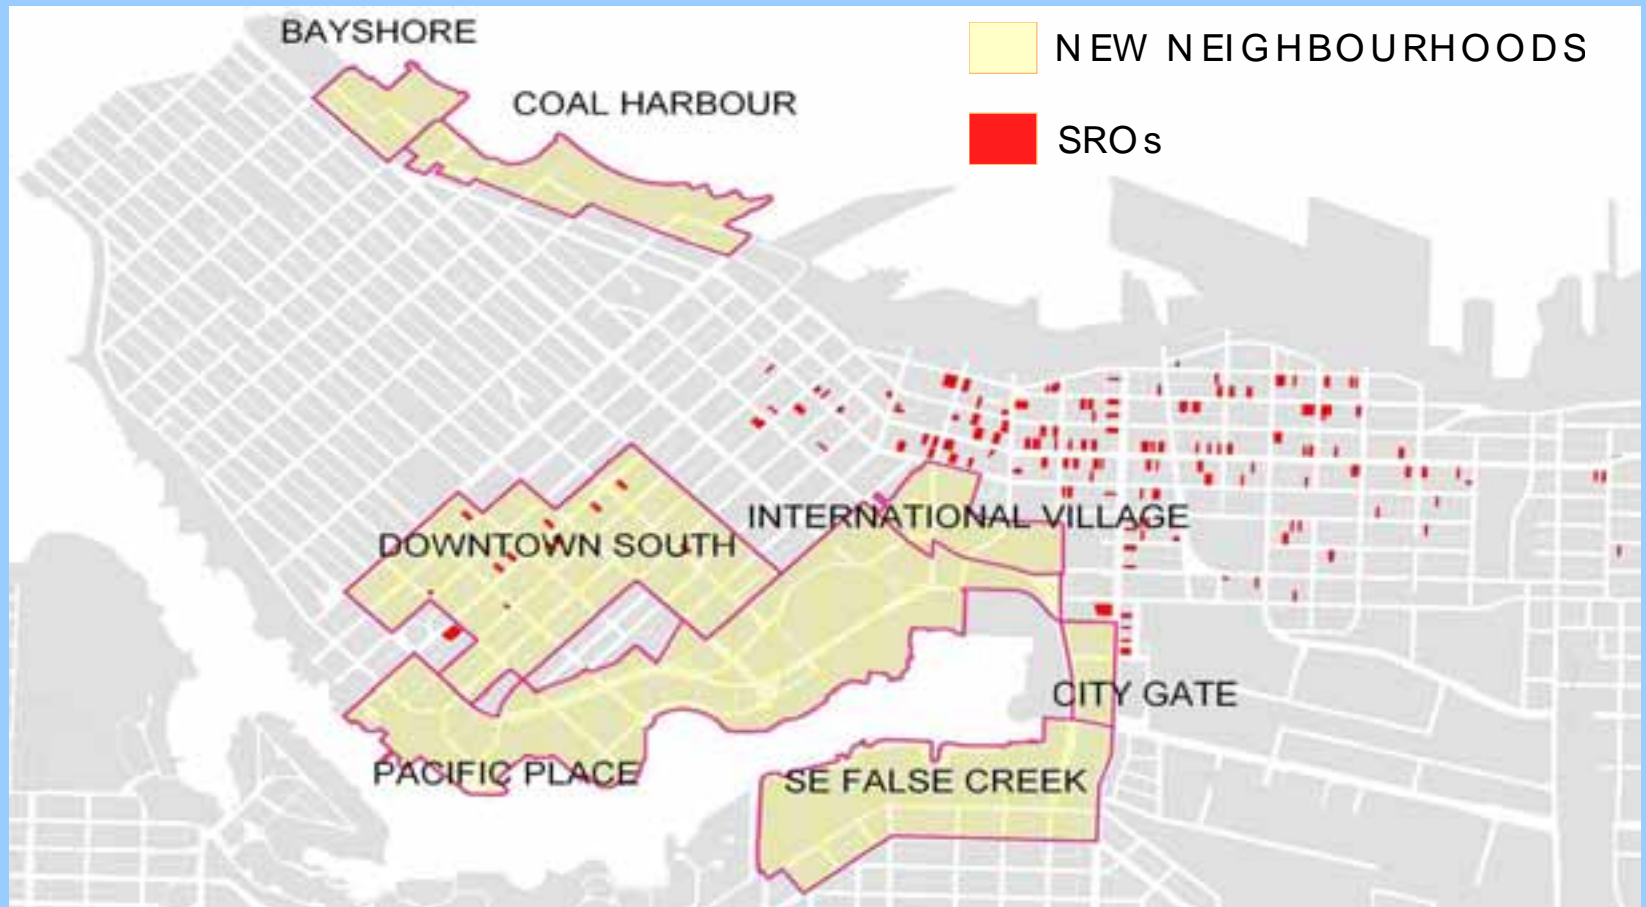 BAYSHORE
NEW NEIGHBOURHOODS
COAL HARBOUR
SROs
INTERNATIONAL VILLAGE
DOWNTOWN SOUTH
CITY GATE
PACIFIC PLACE
SE FALSE CREEK